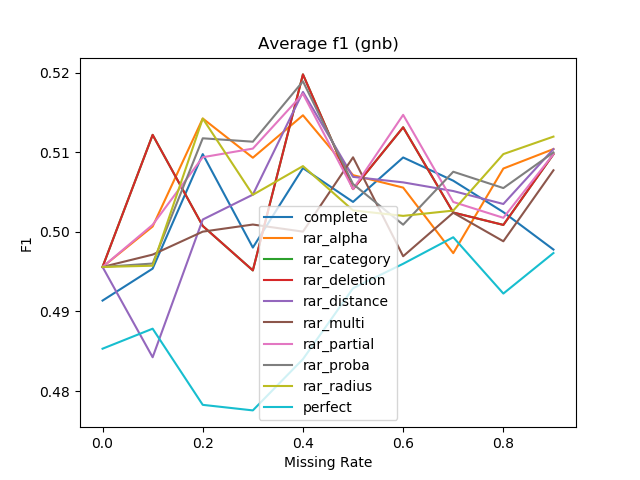 Average f1 (gnb)
0.52
0.51
0.50
0.49
0.48
F1
complete
rar_alpha
rar_category
rar_deletion
rar_distance
rar_multi
rar_partial
rar_proba
rar_radius
perfect
0.0 0.2 0.4 0.6 0.8
Missing Rate